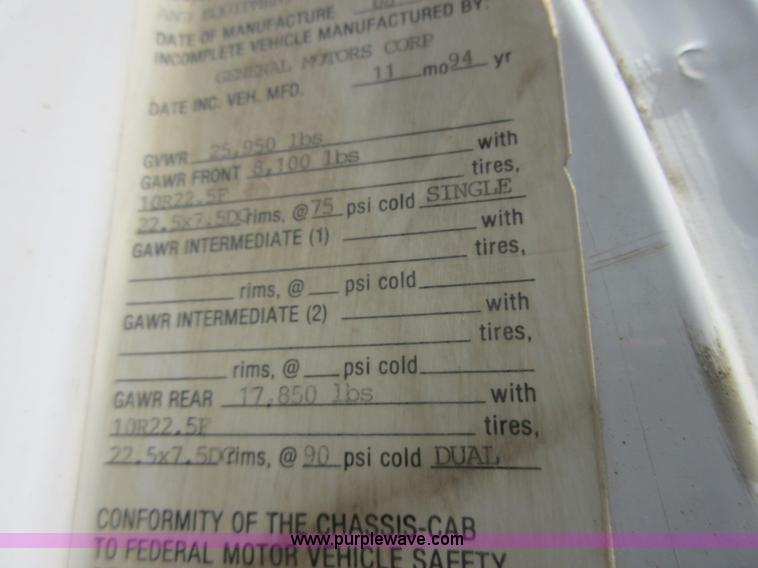 AND EQUIPMENT
DATE OF MANUFACTURE
INCOMPLETE VEHICLE MANUFACTURED BY:
GENERAL MOTORS CORP
DATE INC. VEH. MFD. 11 mo 94 yr
GVWR 25,950 lbs
GAWR FRONT 8,100 lbs with
10R22.5F tires,
22.5x7.5DC rims, @ 75 psi cold SINGLE
GAWR INTERMEDIATE (1) with
tires,
rims, @ psi cold
GAWR INTERMEDIATE (2) with
tires,
rims, @ psi cold
GAWR REAR 17,850 lbs with
10R22.5F tires,
22.5x7.5DC rims, @ 90 psi cold DUAL
CONFORMITY OF THE CHASSIS-CAB
TO FEDERAL MOTOR VEHICLE SAFETY
www.purplewave.com